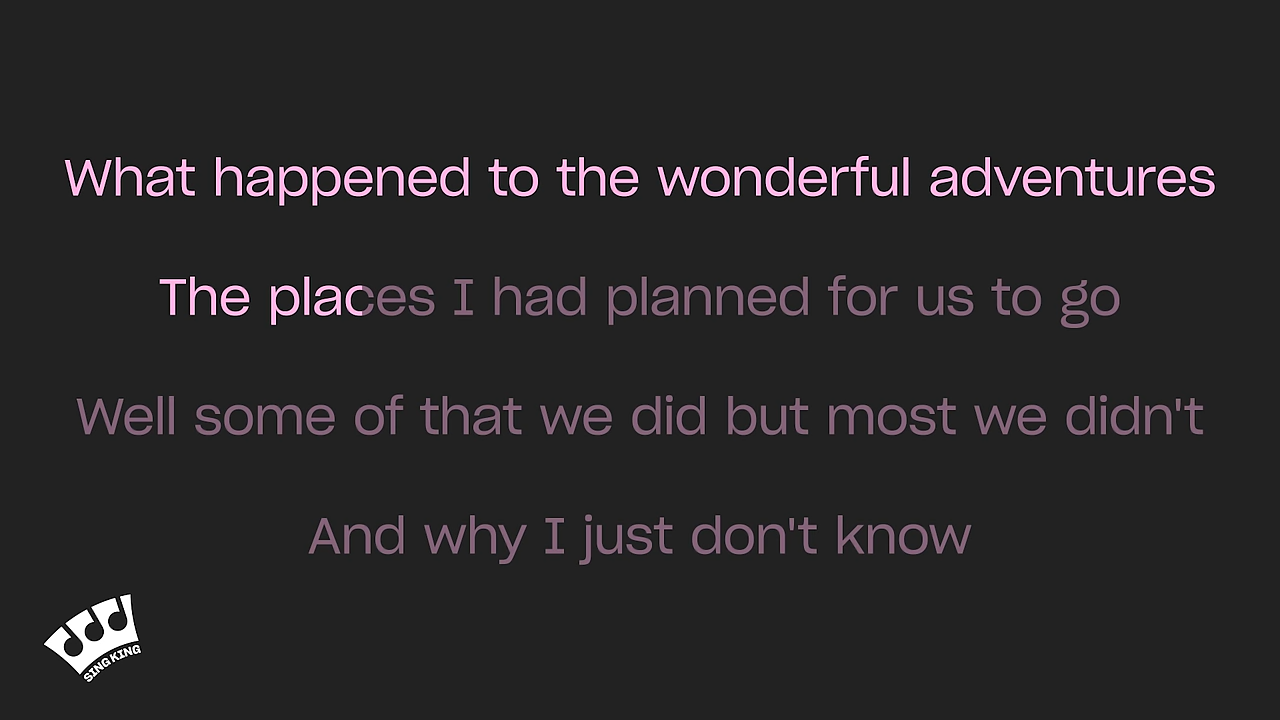 What happened to the wonderful adventures
The places I had planned for us to go
Well some of that we did but most we didn't
And why I just don't know
SING KING